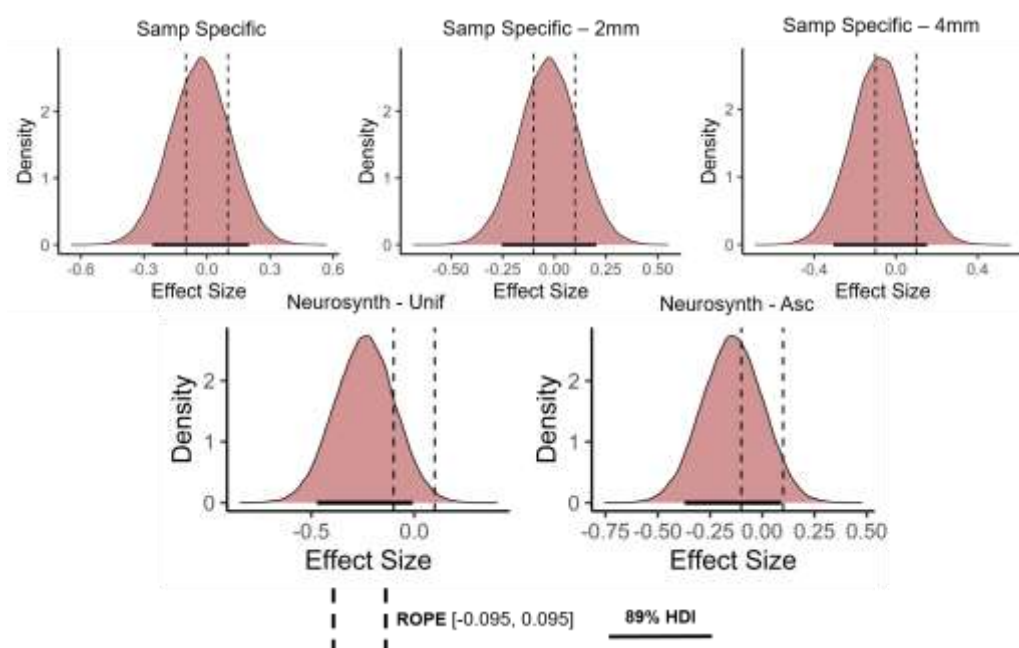 Samp Specific
Samp Specific – 2mm
Samp Specific – 4mm
Density
2
1
0
-0.6 -0.3 0.0 0.3 0.6
Effect Size
Density
2
1
0
-0.50 -0.25 0.00 0.25 0.50
Effect Size
Density
2
1
0
-0.4 0.0 0.4
Effect Size
Neurosynth - Unif
Neurosynth - Asc
Density
2
1
0
-0.5 0.0
Effect Size
Density
2
1
0
-0.75 -0.50 -0.25 0.00 0.25 0.50
Effect Size
ROPE [-0.095, 0.095]
89% HDI